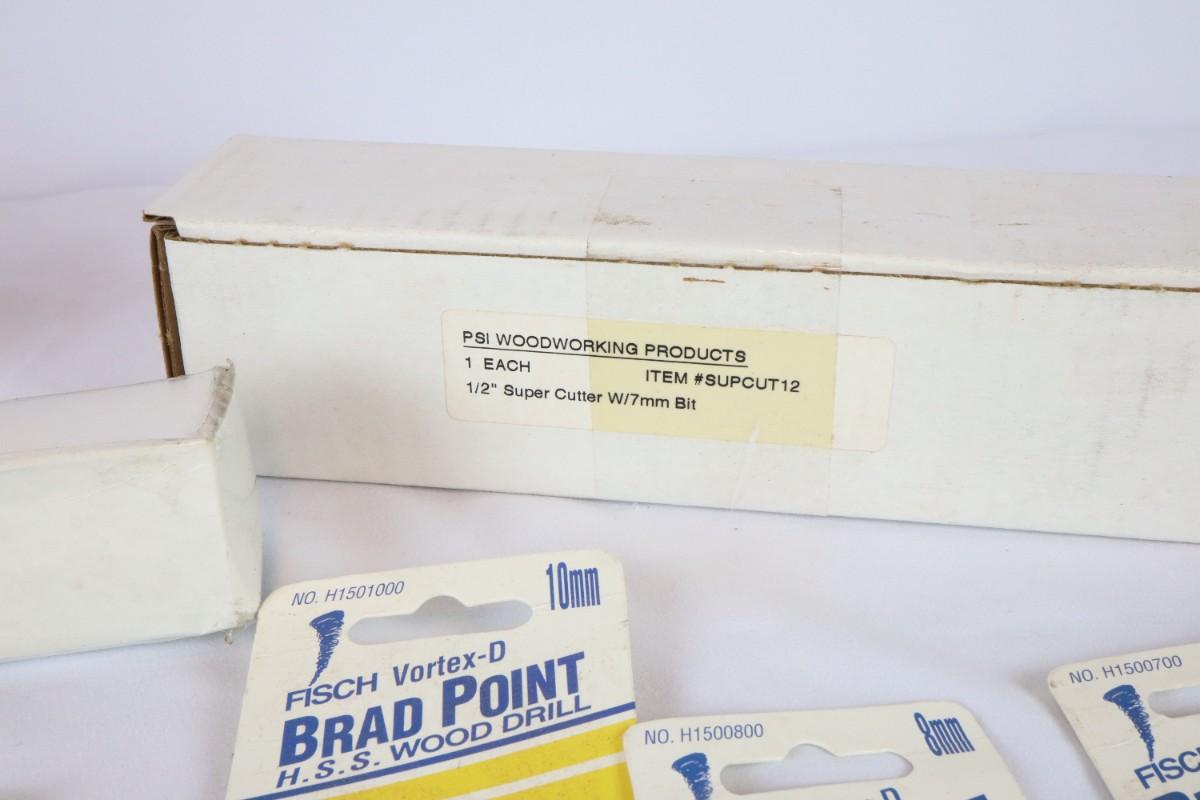 PSI WOODWORKING PRODUCTS
1 EACH ITEM #SUPCUT12
1/2" Super Cutter W/7mm Bit
NO. H1501000 10mm
FISCH Vortex-D
BRAD POINT
H.S.S. WOOD DRILL
NO. H1500800 8mm
NO. H1500700